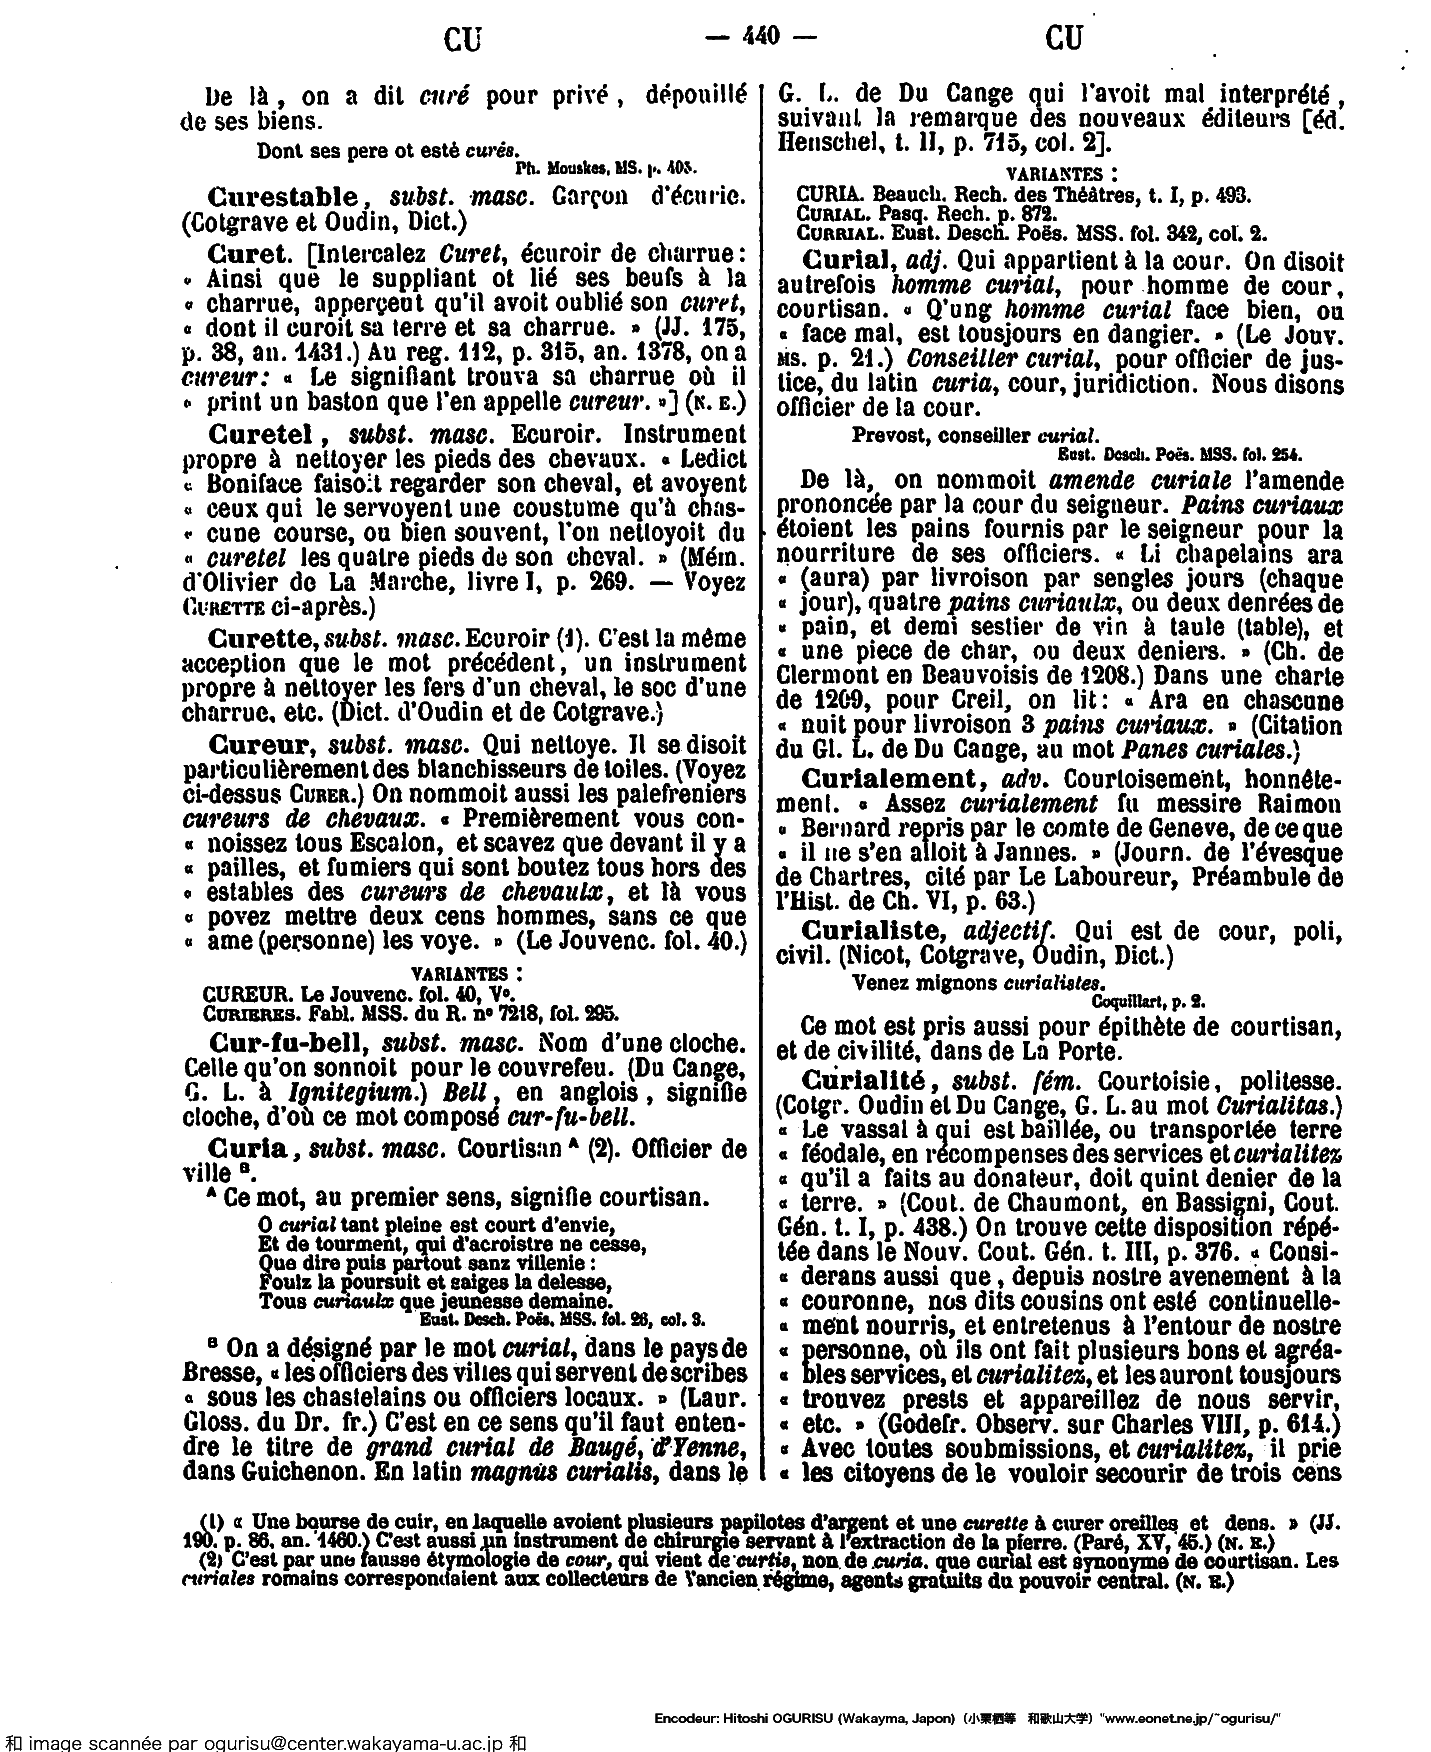 CU — 440 — CU
De là, on a dit curé pour privé, dépouillé
de ses biens.
Dont ses pere ot esté curés.
Ph. Mouskes, MS. p. 405.
Curestable, subst. masc. Garçon d'écurie.
(Cotgrave et Oudin, Dict.)
Curet. [Intercalez Curet, écuroir de charrue :
« Ainsi que le suppliant ot lié ses beufs à la
« charrue, apperçeut qu'il avoit oublié son curet,
« dont il curoit sa terre et sa charrue. » (JJ. 175,
p. 38, an. 1431.) Au reg. 112, p. 315, an. 1378, on a
cureur : « Le signifiant trouva sa charrue où il
« print un baston que l'en appelle cureur. »] (N. E.)
Curetel, subst. masc. Ecuroir. Instrument
propre à nettoyer les pieds des chevaux. « Ledict
« Boniface faisoit regarder son cheval, et avoyent
« ceux qui le servoyent une coustume qu'à chas-
« cune course, ou bien souvent, l'on nettoyoit du
« curetel les quatre pieds de son cheval. » (Mém.
d'Olivier de La Marche, livre I, p. 269. — Voyez
CURETTE ci-après.)
Curette, subst. masc. Ecuroir (1). C'est la même
acception que le mot précédent, un instrument
propre à nettoyer les fers d'un cheval, le soc d'une
charrue, etc. (Dict. d'Oudin et de Cotgrave.)
Cureur, subst. masc. Qui nettoye. Il se disoit
particulièrement des blanchisseurs de toiles. (Voyez
ci-dessus CURER.) On nommoit aussi les palefreniers
cureurs de chevaux. « Premièrement vous con-
« noissez tous Escalon, et scavez que devant il y a
« pailles, et fumiers qui sont boutez tous hors des
« estables des cureurs de chevaulx, et là vous
« povez mettre deux cens hommes, sans ce que
« ame (personne) les voye. » (Le Jouvenc. fol. 40.)
VARIANTES :
CUREUR. Le Jouvenc. fol. 40, V°.
CURIERES. Fabl. MSS. du R. n° 7218, fol. 295.
Cur-fu-bell, subst. masc. Nom d'une cloche.
Celle qu'on sonnoit pour le couvrefeu. (Du Cange,
G. L. à Ignitegium.) Bell, en anglois, signifie
cloche, d'où ce mot composé cur-fu-bell.
Curia, subst. masc. Courtisan A (2). Officier de
ville B.
A Ce mot, au premier sens, signifie courtisan.
O curial tant pleine est court d'envie,
Et de tourment, qui d'acroistre ne cesse,
Que dire puis partout sanz villenie :
Foulz la poursuit et saiges la delesse,
Tous curiaulx que jeunesse demaine.
Eust. Desch. Poës. MSS. fol. 26, col. 3.
B On a désigné par le mot curial, dans le pays de
Bresse, « les officiers des villes qui servent de scribes
« sous les chastelains ou officiers locaux. » (Laur.
Gloss. du Dr. fr.) C'est en ce sens qu'il faut enten-
dre le titre de grand curial de Baugé, d'Yenne,
dans Guichenon. En latin magnus curialis, dans le
G. L. de Du Cange qui l'avoit mal interprété,
suivant la remarque des nouveaux éditeurs [éd.
Henschel, t. II, p. 715, col. 2].
VARIANTES :
CURIA. Beauch. Rech. des Théâtres, t. I, p. 493.
CURIAL. Pasq. Rech. p. 872.
CURRIAL. Eust. Desch. Poës. MSS. fol. 342, col. 2.
Curial, adj. Qui appartient à la cour. On disoit
autrefois homme curial, pour homme de cour,
courtisan. « Q'ung homme curial face bien, ou
« face mal, est tousjours en dangier. » (Le Jouv.
MS. p. 21.) Conseiller curial, pour officier de jus-
tice, du latin curia, cour, juridiction. Nous disons
officier de la cour.
Prevost, conseiller curial.
Eust. Desch. Poës. MSS. fol. 254.
De là, on nommoit amende curiale l'amende
prononcée par la cour du seigneur. Pains curiaux
étoient les pains fournis par le seigneur pour la
nourriture de ses officiers. « Li chapelains ara
« (aura) par livroison par sengles jours (chaque
« jour), quatre pains curiaulx, ou deux denrées de
« pain, et demi sestier de vin à taule (table), et
« une piece de char, ou deux deniers. » (Ch. de
Clermont en Beauvoisis de 1208.) Dans une charte
de 1209, pour Creil, on lit : « Ara en chascune
« nuit pour livroison 3 pains curiaux. » (Citation
du Gl. L. de Du Cange, au mot Panes curiales.)
Curialement, adv. Courtoisement, honnéte-
ment. « Assez curialement fu messire Raimon
« Bernard repris par le comte de Geneve, de ce que
« il ne s'en alloit à Jannes. » (Journ. de l'évesque
de Chartres, cité par Le Laboureur, Préambule de
l'Hist. de Ch. VI, p. 63.)
Curialiste, adjectif. Qui est de cour, poli,
civil. (Nicot, Cotgrave, Oudin, Dict.)
Venez mignons curialistes.
Coquillart, p. 2.
Ce mot est pris aussi pour épithète de courtisan,
et de civilité, dans de La Porte.
Curialité, subst. fém. Courtoisie, politesse.
(Cotgr. Oudin et Du Cange, G. L. au mot Curialitas.)
« Le vassal à qui est baillée, ou transportée terre
« féodale, en recompenses des services et curialitez
« qu'il a faits au donateur, doit quint denier de la
« terre. » (Cout. de Chaumont, en Bassigni, Cout.
Gén. t. I, p. 438.) On trouve cette disposition répé-
tée dans le Nouv. Cout. Gén. t. III, p. 376. « Consi-
« derans aussi que, depuis nostre avenement à la
« couronne, nos dits cousins ont esté continuelle-
« ment nourris, et entretenus à l'entour de nostre
« personne, où ils ont fait plusieurs bons et agréa-
« bles services, et curialitez, et les auront tousjours
« trouvez prests et appareillez de nous servir,
« etc. » (Godefr. Observ. sur Charles VIII, p. 614.)
« Avec toutes soubmissions, et curialitez, il prie
« les citoyens de le vouloir secourir de trois cens
(1) « Une bourse de cuir, en laquelle avoient plusieurs papilotes d'argent et une curette à curer oreilles et dens. » (JJ.
190. p. 86. an. 1460.) C'est aussi un instrument de chirurgie servant à l'extraction de la pierre. (Paré, XV, 45.) (N. E.)
(2) C'est par une fausse étymologie de cour, qui vient de curtis, non de curia. que curial est synonyme de courtisan. Les
curiales romains correspondaient aux collecteurs de l'ancien régime, agents gratuits du pouvoir central. (N. E.)
Encodeur: Hitoshi OGURISU (Wakayma, Japon) (小栗栖等 和歌山大学) "www.eonet.ne.jp/~ogurisu/"
和 image scannée par ogurisu@center.wakayama-u.ac.jp 和